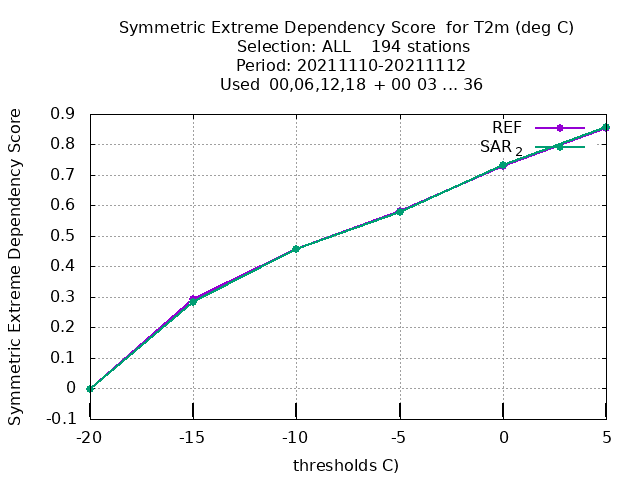 Symmetric Extreme Dependency Score  for T2m (deg C)
Selection: ALL    194 stations
Period: 20211110-20211112
Used  00,06,12,18  + 00 03 ... 36
Symmetric Extreme Dependency Score
0.9
0.8
0.7
0.6
0.5
0.4
0.3
0.2
0.1
0
-0.1
REF
SAR 2
-20 -15 -10 -5 0 5
thresholds C)